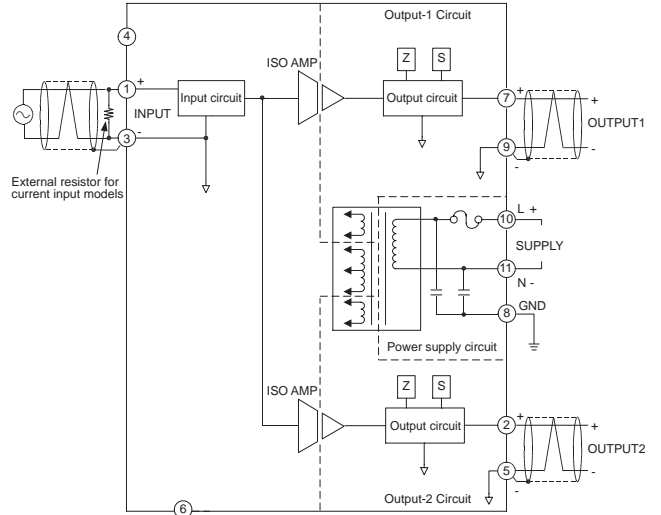 Output-1 Circuit
4
ISO AMP
Z
S
1
+
INPUT
Input circuit
Output circuit
7
+
+
OUTPUT1
3
-
9
-
-
External resistor for
current input models
L +
10
SUPPLY
11
N -
GND
8
Power supply circuit
ISO AMP
Z
S
Output circuit
2
+
+
OUTPUT2
5
-
-
Output-2 Circuit
6